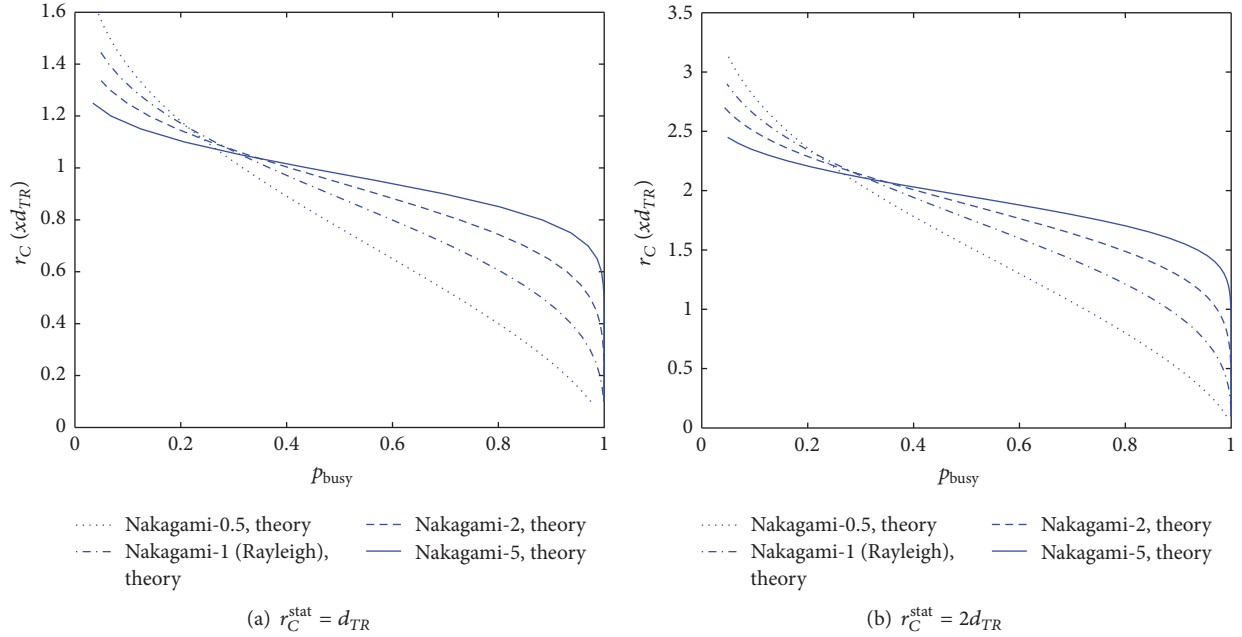 1.6
1.4
1.2
1
0.8
0.6
0.4
0.2
0
r_C (xd_TR)
0 0.2 0.4 0.6 0.8 1
p_busy
Nakagami-0.5, theory
Nakagami-1 (Rayleigh),
theory
Nakagami-2, theory
Nakagami-5, theory
(a) r_C^stat = d_TR
3.5
3
2.5
2
1.5
1
0.5
0
r_C (xd_TR)
0 0.2 0.4 0.6 0.8 1
p_busy
Nakagami-0.5, theory
Nakagami-1 (Rayleigh),
theory
Nakagami-2, theory
Nakagami-5, theory
(b) r_C^stat = 2d_TR